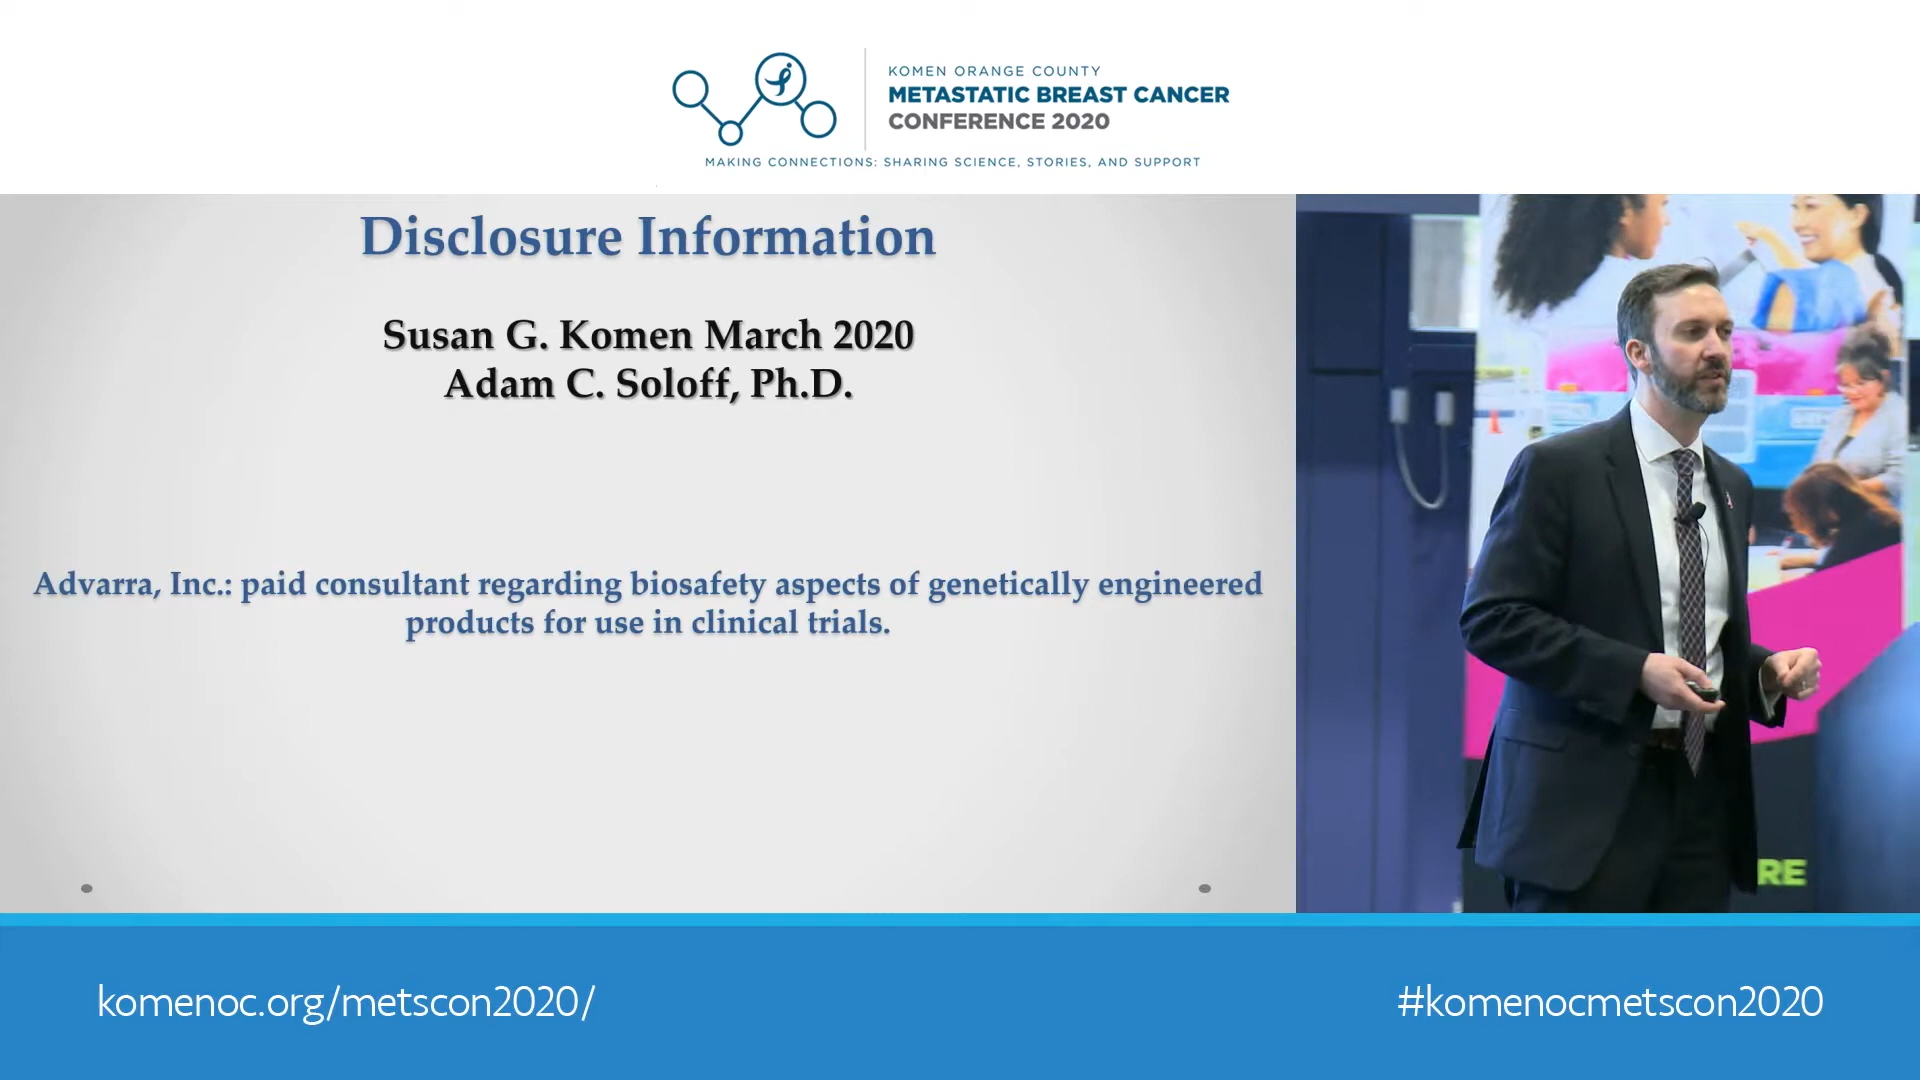 KOMEN ORANGE COUNTY
METASTATIC BREAST CANCER
CONFERENCE 2020
MAKING CONNECTIONS: SHARING SCIENCE, STORIES, AND SUPPORT
Disclosure Information
Susan G. Komen March 2020
Adam C. Soloff, Ph.D.
Advarra, Inc.: paid consultant regarding biosafety aspects of genetically engineered
products for use in clinical trials.
RE
komenoc.org/metscon2020/
#komenocmetscon2020